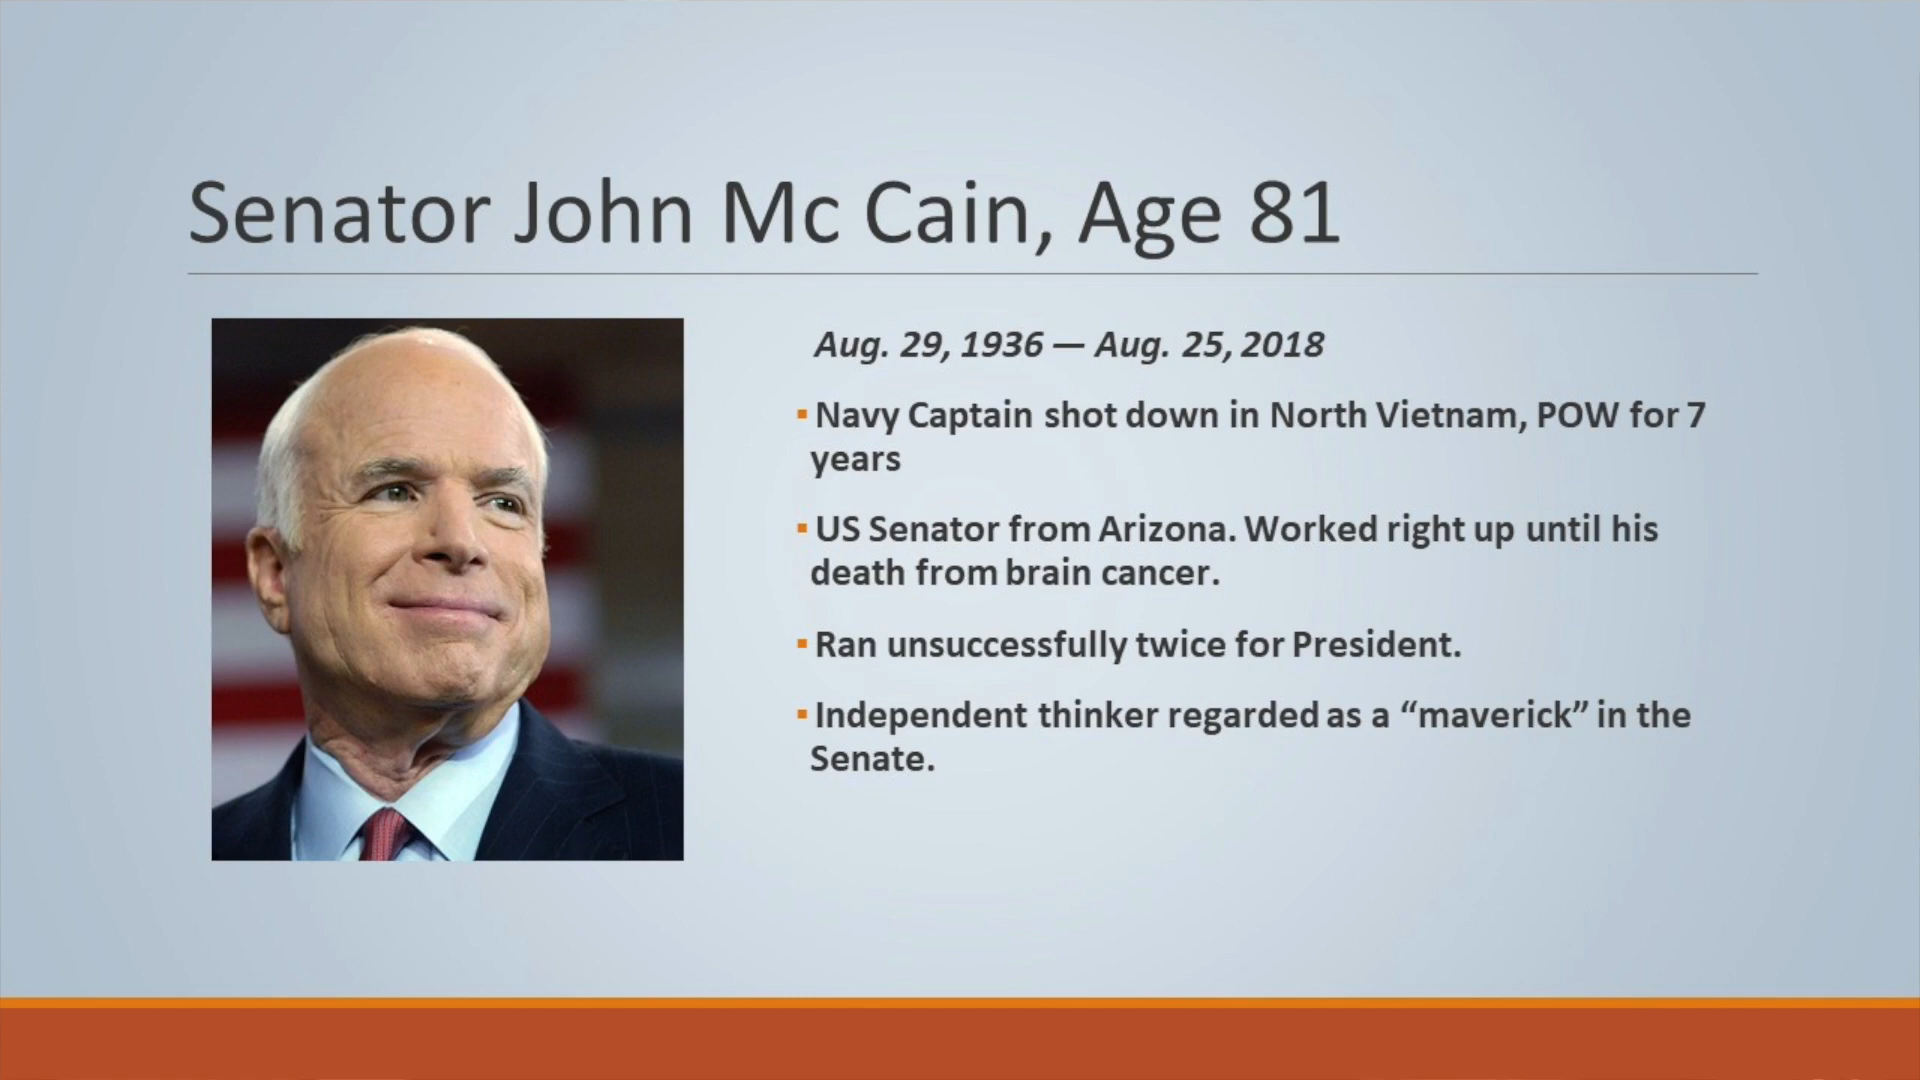 Senator John Mc Cain, Age 81
Aug. 29, 1936 — Aug. 25, 2018
▪ Navy Captain shot down in North Vietnam, POW for 7
years
▪ US Senator from Arizona. Worked right up until his
death from brain cancer.
▪ Ran unsuccessfully twice for President.
▪ Independent thinker regarded as a “maverick” in the
Senate.